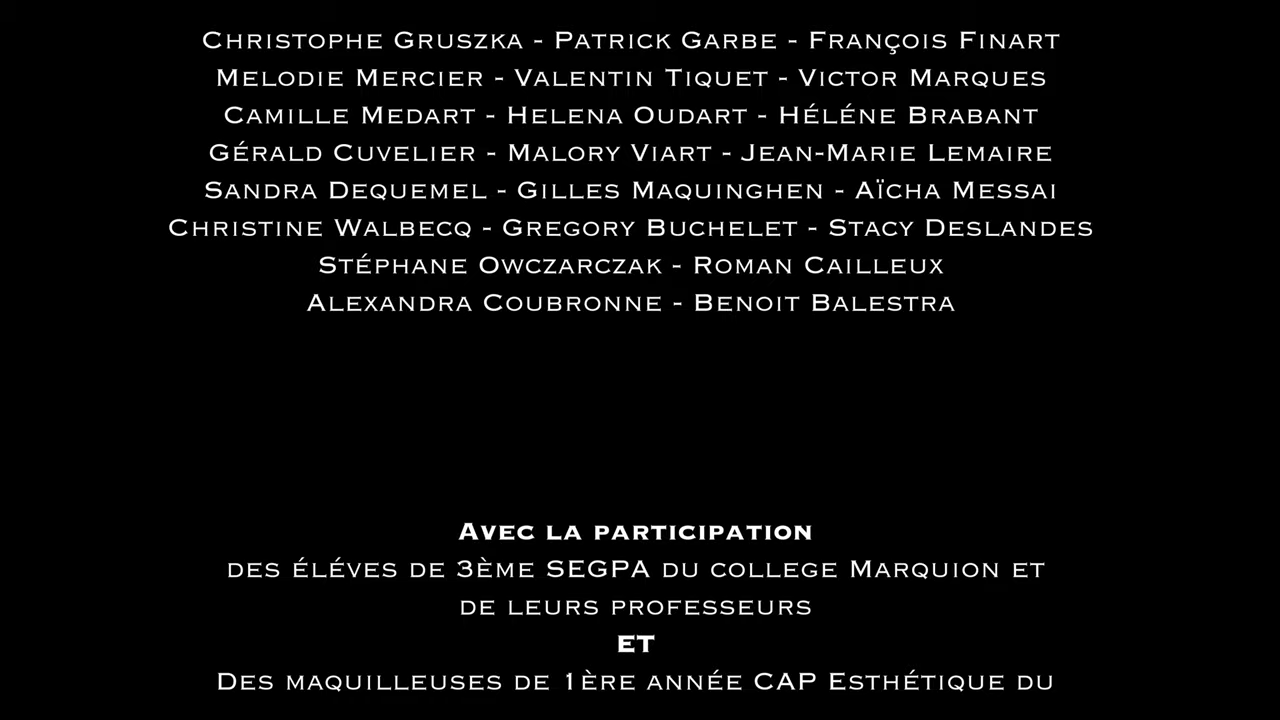 Christophe Gruszka - Patrick Garbe - François Finart
Melodie Mercier - Valentin Tiquet - Victor Marques
Camille Medart - Helena Oudart - Héléne Brabant
Gérald Cuvelier - Malory Viart - Jean-Marie Lemaire
Sandra Dequemel - Gilles Maquinghen - Aïcha Messai
Christine Walbecq - Gregory Buchelet - Stacy Deslandes
Stéphane Owczarczak - Roman Cailleux
Alexandra Coubronne - Benoit Balestra
Avec la participation
des éléves de 3ème SEGPA du college Marquion et
de leurs professeurs
et
Des maquilleuses de 1ère année CAP Esthétique du